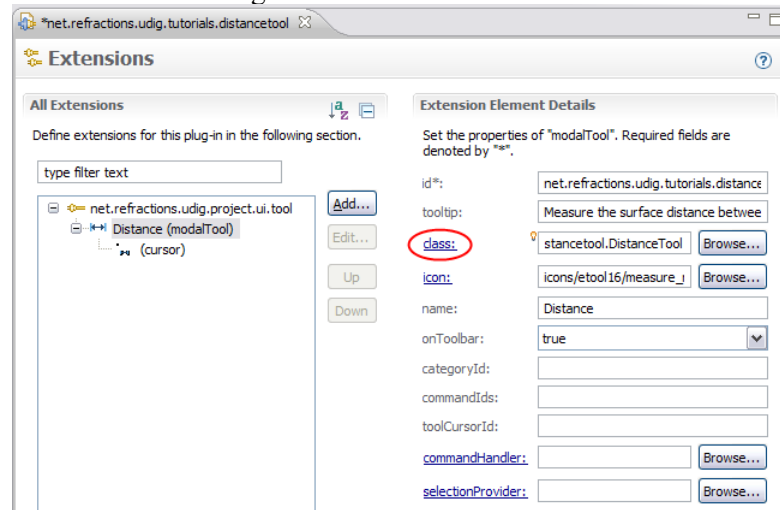 *net.refractions.udig.tutorials.distancetool
Extensions
All Extensions
Define extensions for this plug-in in the following section.
type filter text
net.refractions.udig.project.ui.tool
Distance (modalTool)
(cursor)
Add...
Edit...
Up
Down
Extension Element Details
Set the properties of "modalTool". Required fields are
denoted by "*".
id*: net.refractions.udig.tutorials.distance
tooltip: Measure the surface distance betwee
class: stancetool.DistanceTool Browse...
icon: icons/etool16/measure_ Browse...
name: Distance
onToolbar: true
categoryId:
commandIds:
toolCursorId:
commandHandler: Browse...
selectionProvider: Browse...